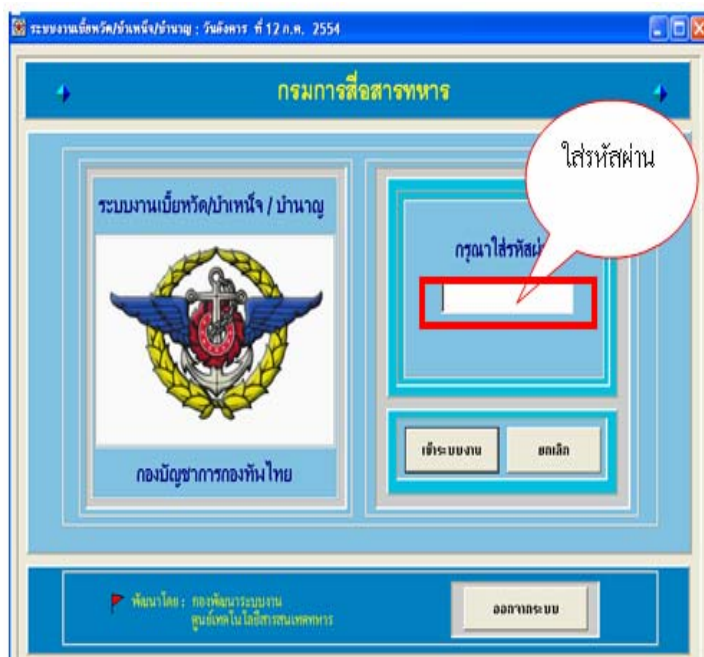 ระบบงานเบี้ยหวัด/บำเหน็จ/บำนาญ : วันอังคาร ที่ 12 ก.ค. 2554
กรมการสื่อสารทหาร
ใส่รหัสผ่าน
ระบบงานเบี้ยหวัด/บำเหน็จ / บำนาญ
กรุณาใส่รหัสผ่
เข้าระบบงาน
ยกเลิก
กองบัญชาการกองทัพไทย
พัฒนาโดย : กองพัฒนาระบบงาน
ศูนย์เทคโนโลยีสารสนเทศทหาร
ออกจากระบบ